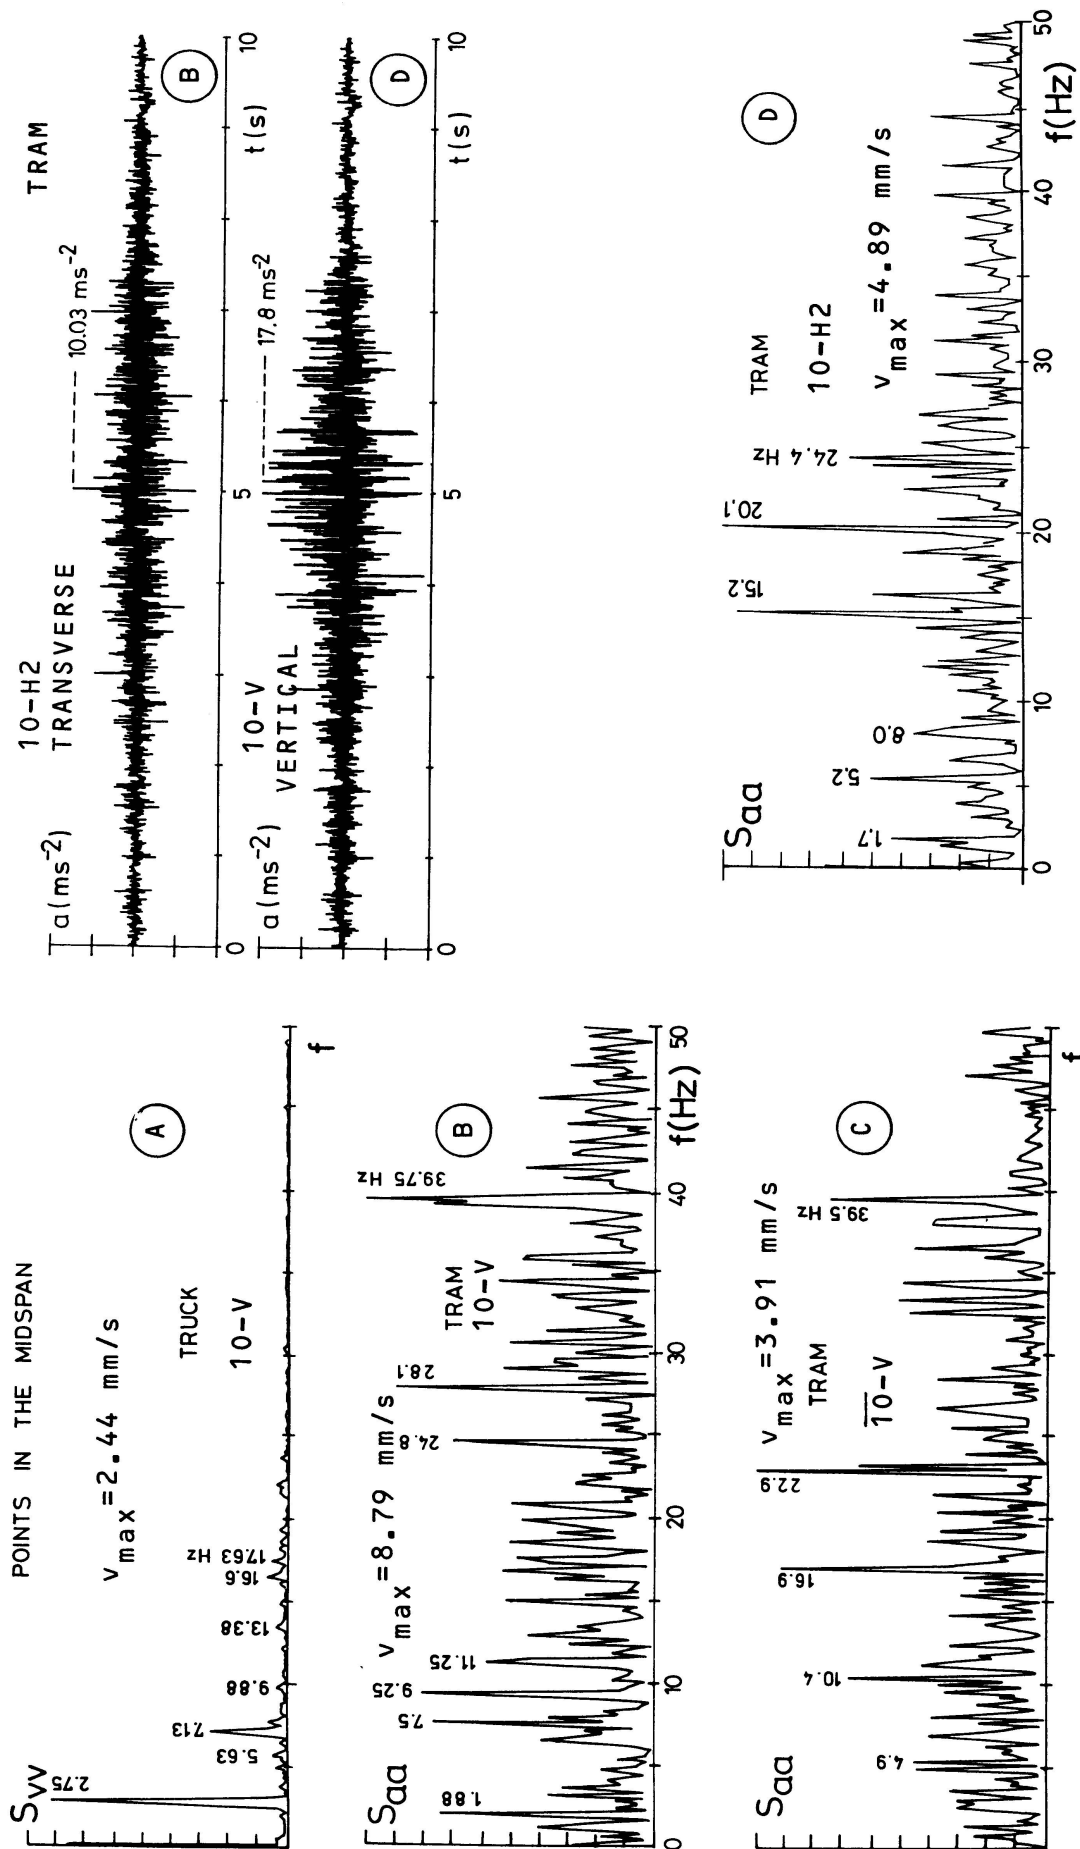 POINTS IN THE MIDSPAN
Svv
2.75
5.63
7.13
9.88
13.38
16.6
17.63 Hz
vmax=2.44 mm/s
TRUCK
10-V
A
f
Saa
1.88
7.5
9.25
11.25
24.8
28.1
39.75 Hz
vmax=8.79 mm/s
TRAM
10-V
B
0
10
20
30
40
50
f(Hz)
Saa
4.9
10.4
16.9
22.9
39.5 Hz
vmax=3.91 mm/s
TRAM
10-V
C
f
10-H2
TRANSVERSE
TRAM
a(ms-2)
10.03 ms-2
B
0
5
10
t(s)
10-V
VERTICAL
a(ms-2)
17.8 ms-2
D
0
5
10
t(s)
Saa
1.7
5.2
8.0
15.2
20.1
24.4 Hz
TRAM
10-H2
vmax=4.89 mm/s
D
0
10
20
30
40
50
f(Hz)